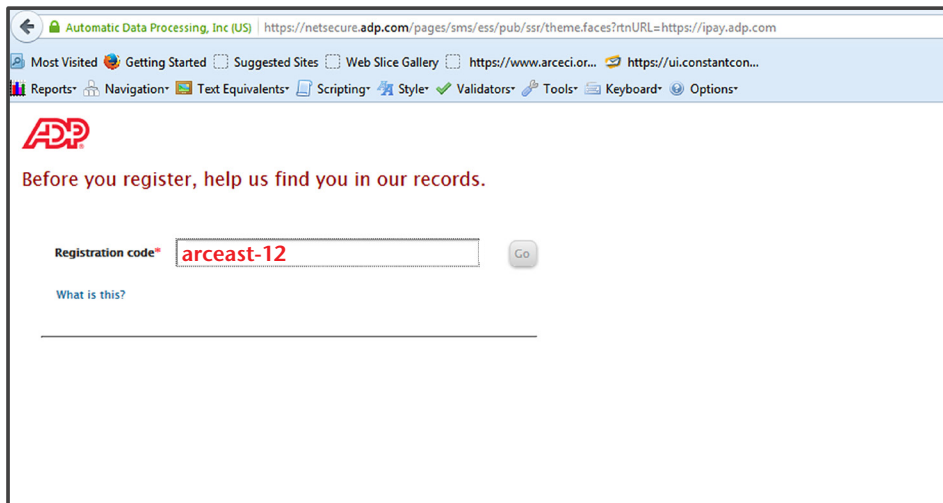 Automatic Data Processing, Inc (US) https://netsecure.adp.com/pages/sms/ess/pub/ssr/theme.faces?rtnURL=https://ipay.adp.com
Most Visited Getting Started Suggested Sites Web Slice Gallery https://www.arceci.or... https://ui.constantcon...
Reports Navigation Text Equivalents Scripting Style Validators Tools Keyboard Options
ADP
Before you register, help us find you in our records.
Registration code* arceast-12 Go
What is this?